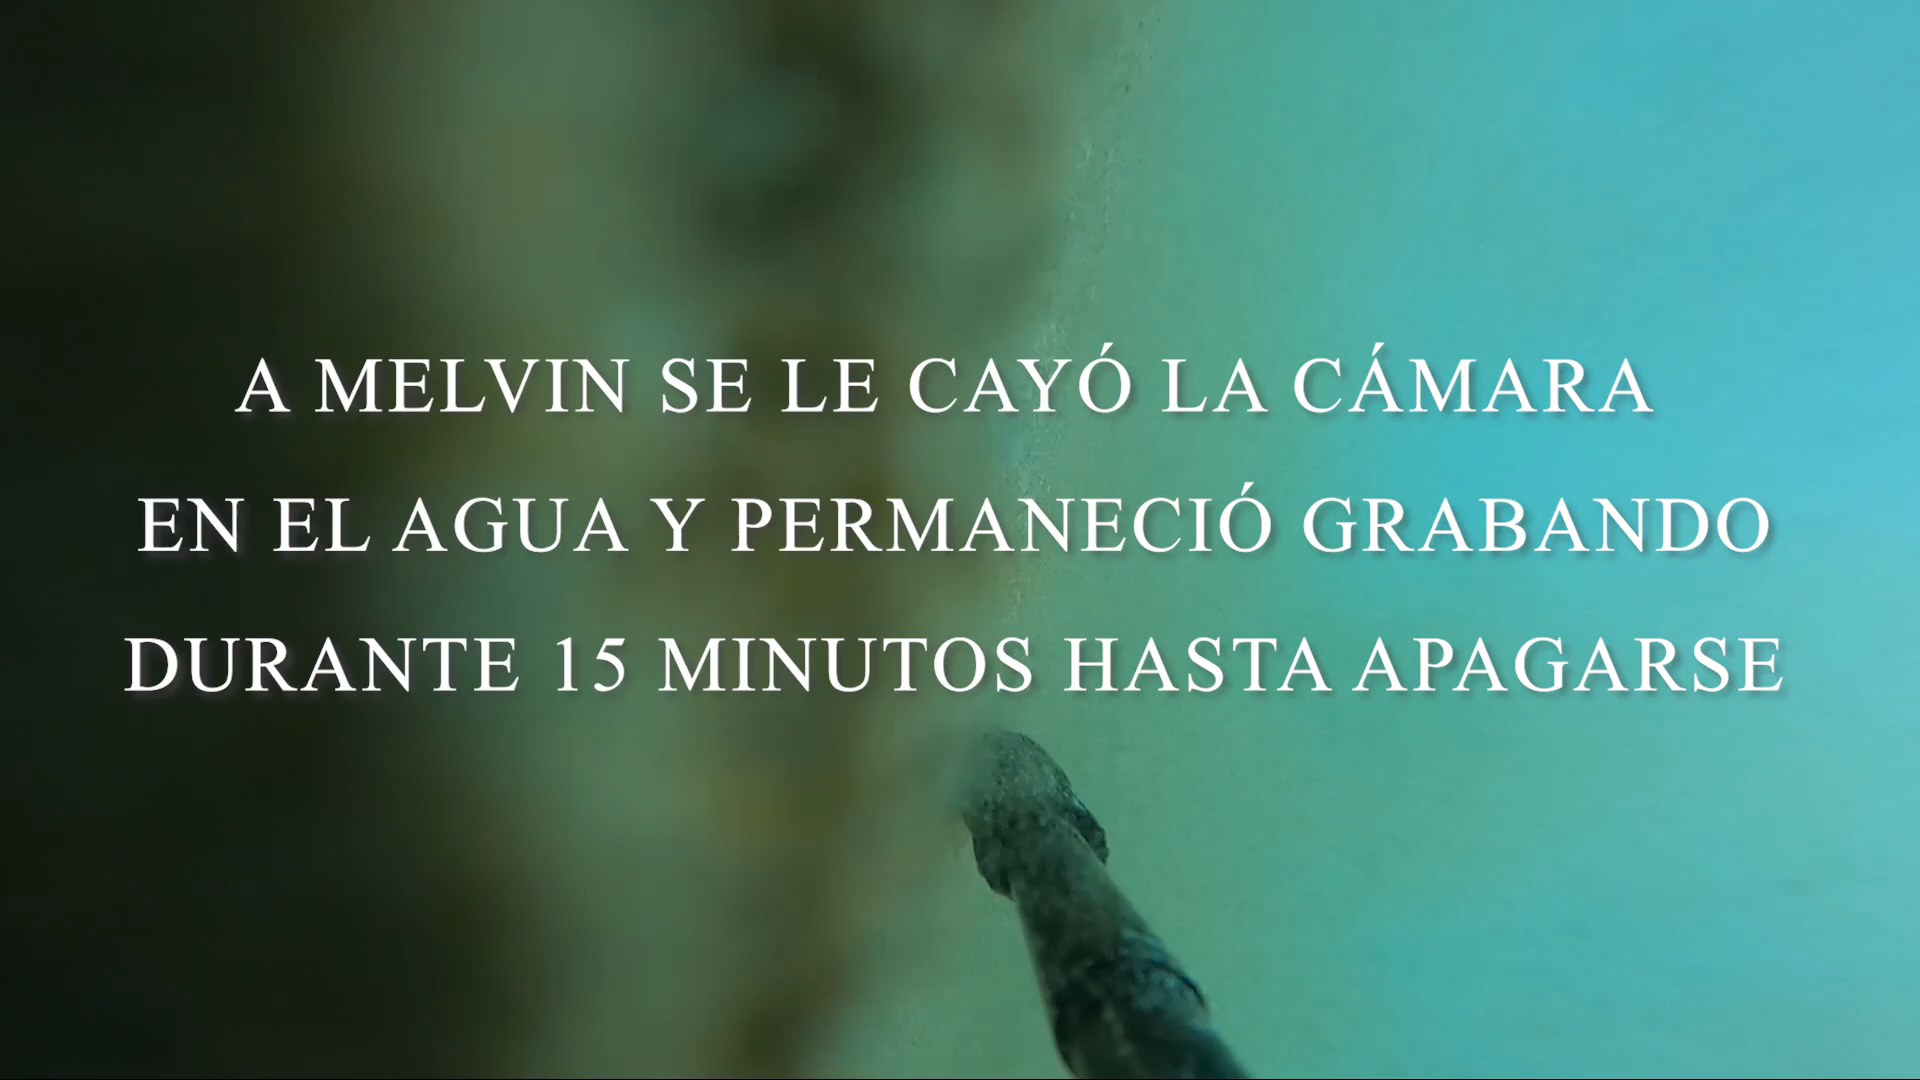 A MELVIN SE LE CAYÓ LA CÁMARA
EN EL AGUA Y PERMANECIÓ GRABANDO
DURANTE 15 MINUTOS HASTA APAGARSE